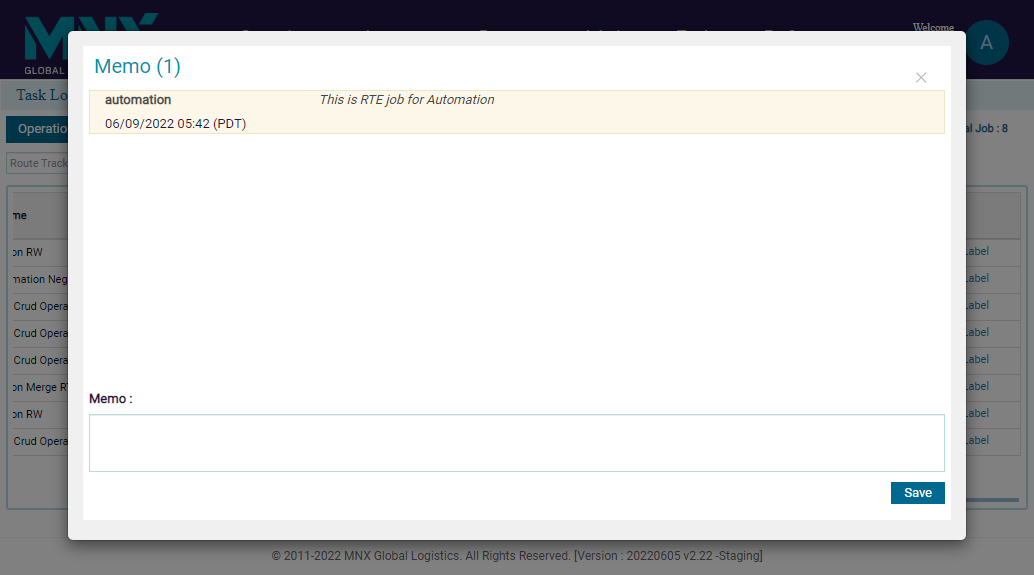 MNX
GLOBAL
Welcome
A
Memo (1)
Task Lo
automation This is RTE job for Automation
06/09/2022 05:42 (PDT)
Operatio
al Job : 8
Route Track
me
on RW
Label
mation Neg
Label
Crud Opera
Label
Crud Opera
Label
Crud Opera
Label
on Merge R
Label
on RW
Label
Crud Opera
Label
Memo :
Save
© 2011-2022 MNX Global Logistics. All Rights Reserved. [Version : 20220605 v2.22 -Staging]